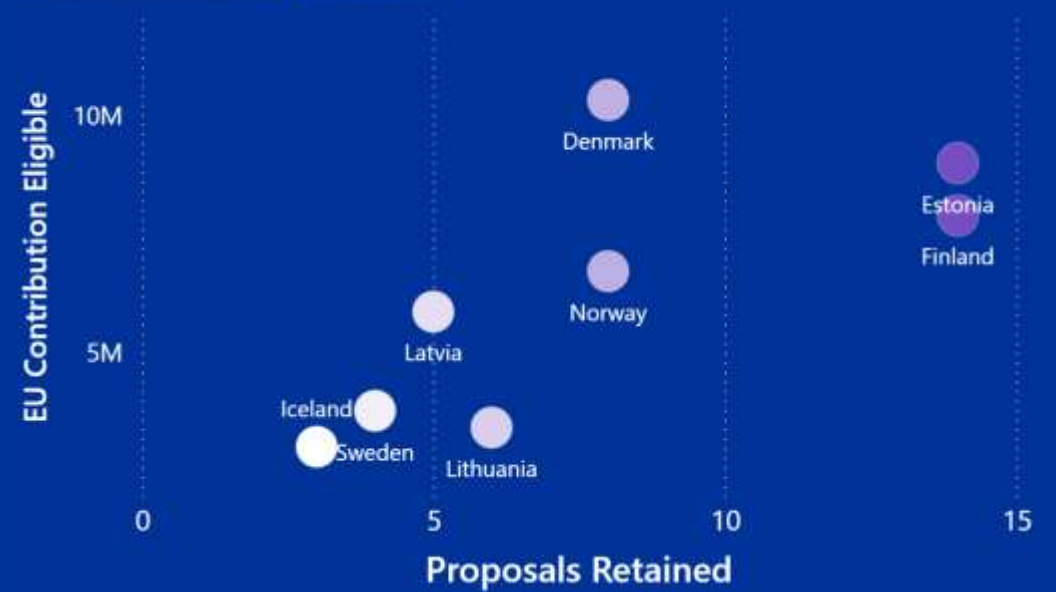 EU Contribution Eligible
10M
5M
Denmark
Estonia
Finland
Norway
Latvia
Iceland
Sweden
Lithuania
0 5 10 15
Proposals Retained